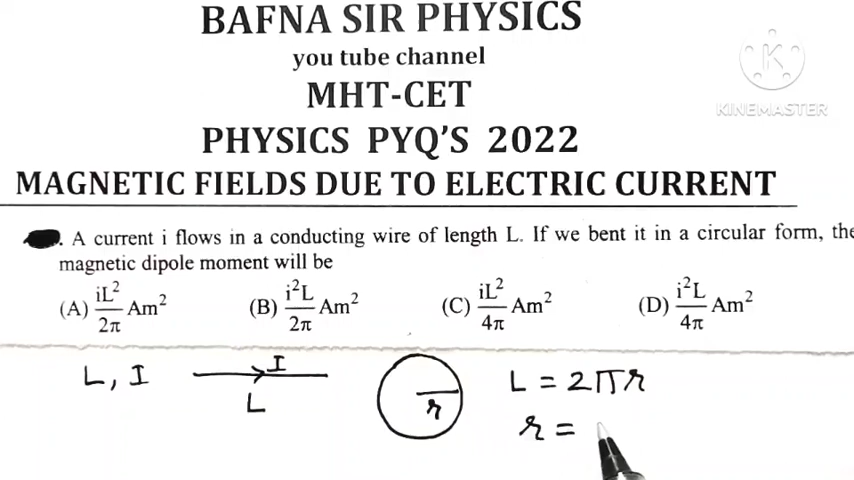 BAFNA SIR PHYSICS
you tube channel
MHT-CET
PHYSICS PYQ'S 2022
MAGNETIC FIELDS DUE TO ELECTRIC CURRENT
K
KINEMASTER
. A current i flows in a conducting wire of length L. If we bent it in a circular form, the
magnetic dipole moment will be
(A) iL²/2π Am² (B) i²L/2π Am² (C) iL²/4π Am² (D) i²L/4π Am²
L, I
I
L
r
L = 2πr
r =